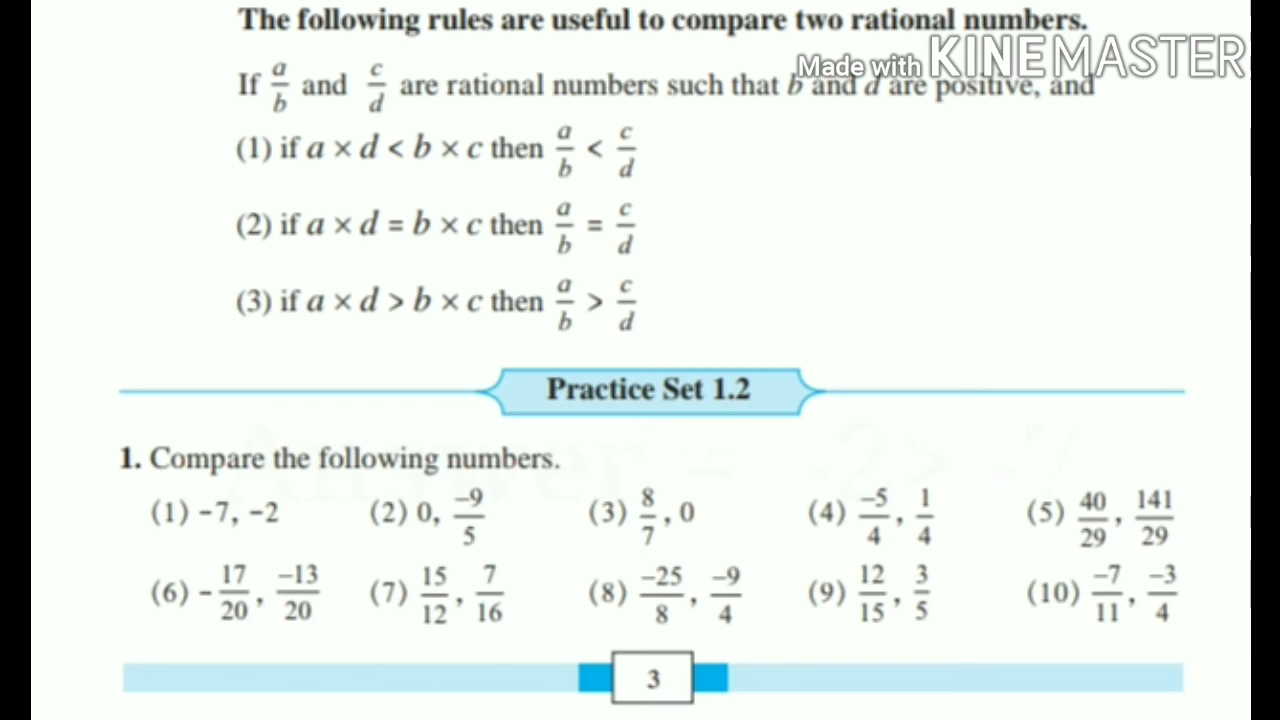 The following rules are useful to compare two rational numbers.
Made with KINEMASTER
If a/b and c/d are rational numbers such that b and d are positive, and
(1) if a × d < b × c then a/b < c/d
(2) if a × d = b × c then a/b = c/d
(3) if a × d > b × c then a/b > c/d
Practice Set 1.2
1. Compare the following numbers.
(1) -7, -2 (2) 0, -9/5 (3) 8/7, 0 (4) -5/4, 1/4 (5) 40/29, 141/29
(6) -17/20, -13/20 (7) 15/12, 7/16 (8) -25/8, -9/4 (9) 12/15, 3/5 (10) -7/11, -3/4
3